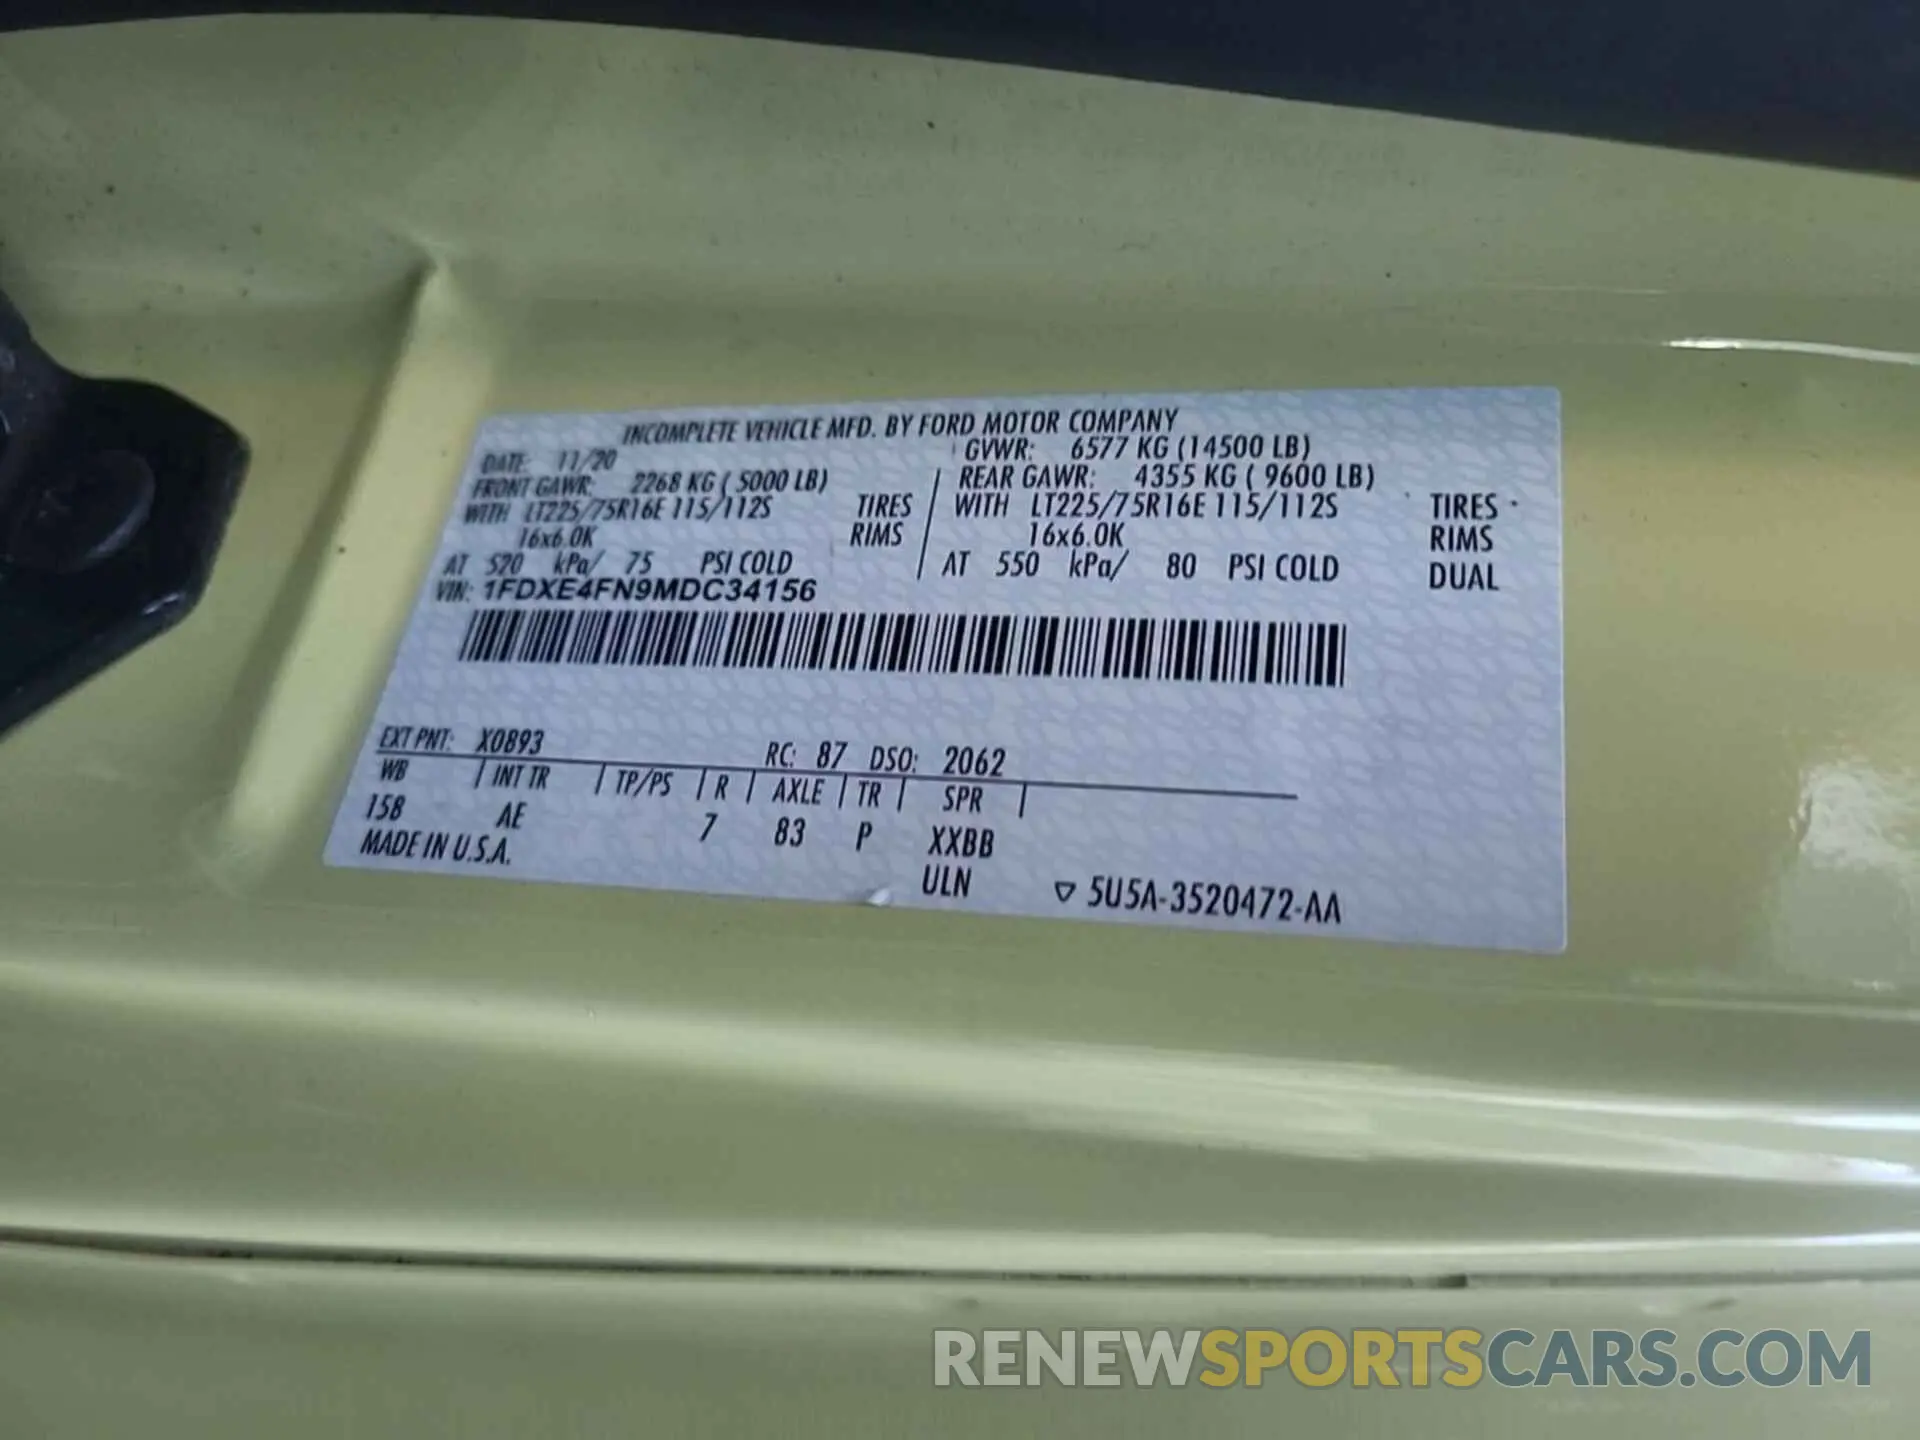 INCOMPLETE VEHICLE MFD. BY FORD MOTOR COMPANY
DATE: 11/20 GVWR: 6577 KG (14500 LB)
FRONT GAWR: 2268 KG ( 5000 LB) REAR GAWR: 4355 KG ( 9600 LB)
WITH LT225/75R16E 115/112S TIRES WITH LT225/75R16E 115/112S TIRES
16x6.0K RIMS 16x6.0K RIMS
AT 520 kPa/ 75 PSI COLD AT 550 kPa/ 80 PSI COLD DUAL
VIN: 1FDXE4FN9MDC34156
EXT PNT: X0893 RC: 87 DSO: 2062
WB INT TR TP/PS R AXLE TR SPR
158 AE 7 83 P XXBB
MADE IN U.S.A. ULN 5U5A-3520472-AA
RENEWSPORTSCARS.COM